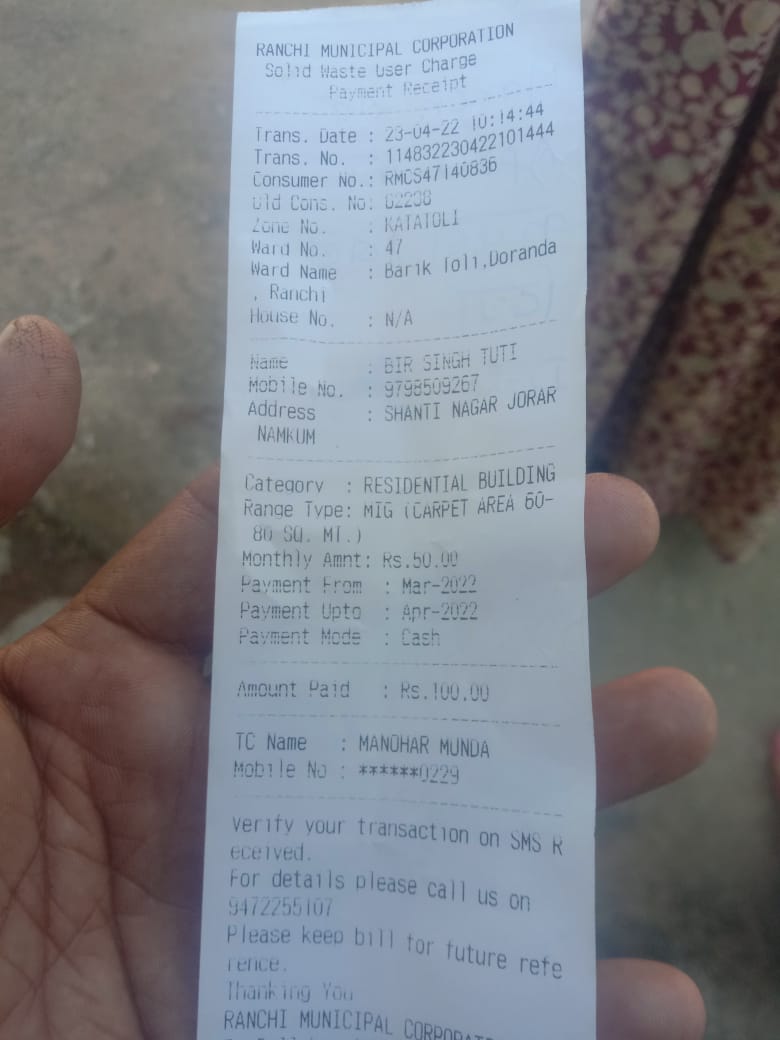 RANCHI MUNICIPAL CORPORATION
Solid Waste User Charge
Payment Receipt
Trans. Date : 23-04-22 10:14:44
Trans. No. : 114832230422101444
Consumer No.: RMCS47140836
Old Cons. No:
Zone No. : KATATOLI
Ward No. : 47
Ward Name : Barik Toli,Doranda
, Ranchi
House No. : N/A
Name : BIR SINGH TUTI
Mobile No. : 9798509267
Address : SHANTI NAGAR JORAR
NAMKUM
Category : RESIDENTIAL BUILDING
Range Type: MIG (CARPET AREA 60-
80 SQ. MT.)
Monthly Amnt: Rs.50.00
Payment From : Mar-2022
Payment Upto : Apr-2022
Payment Mode : Cash
Amount Paid : Rs.100.00
TC Name : MANOHAR MUNDA
Mobile No : ******0229
Verify your transaction on SMS R
eceived.
For details please call us on
9472255107
Please keep bill for future refe
rence.
Thanking You
RANCHI MUNICIPAL